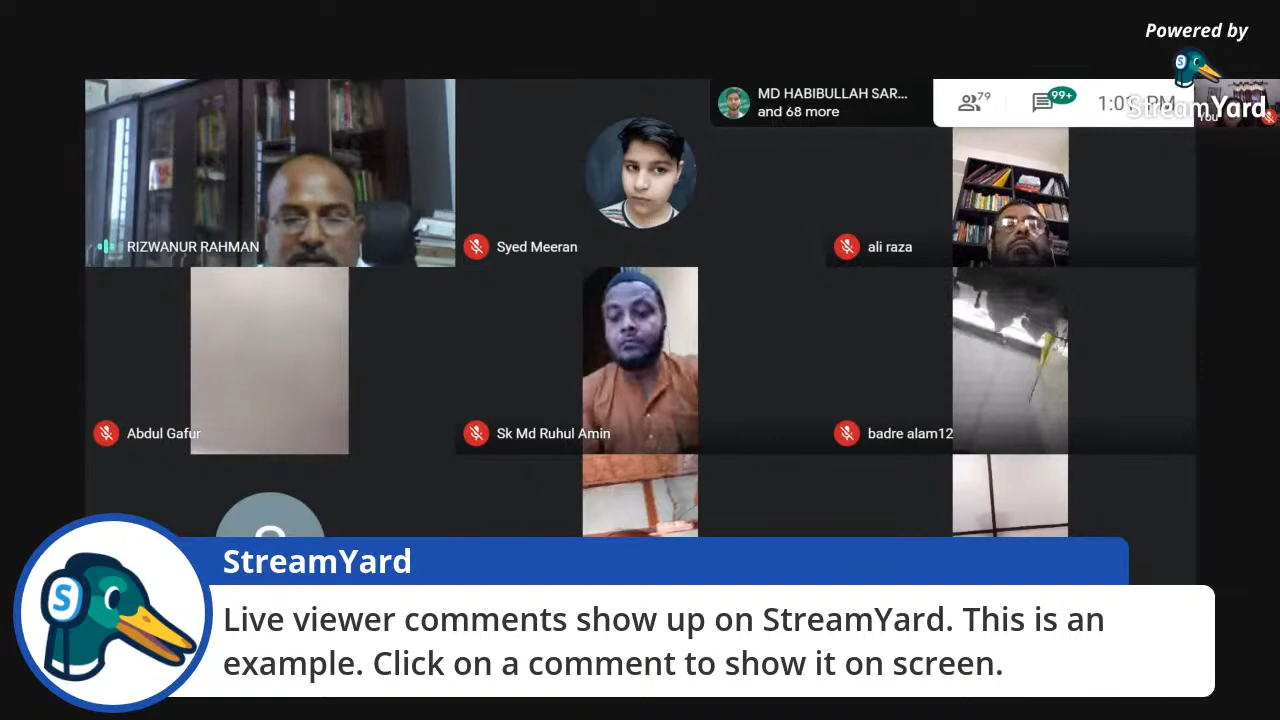 Powered by
StreamYard
MD HABIBULLAH SAR...
and 68 more
79
99+
PM
You
RIZWANUR RAHMAN
Syed Meeran
ali raza
Abdul Gafur
Sk Md Ruhul Amin
badre alam12
S
StreamYard
Live viewer comments show up on StreamYard. This is an
example. Click on a comment to show it on screen.